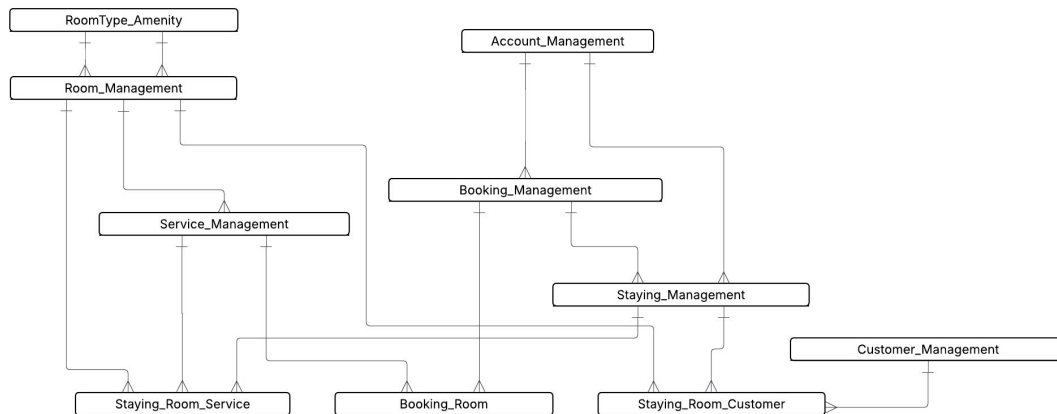 RoomType_Amenity
Account_Management
Room_Management
Booking_Management
Service_Management
Staying_Management
Customer_Management
Staying_Room_Service
Booking_Room
Staying_Room_Customer